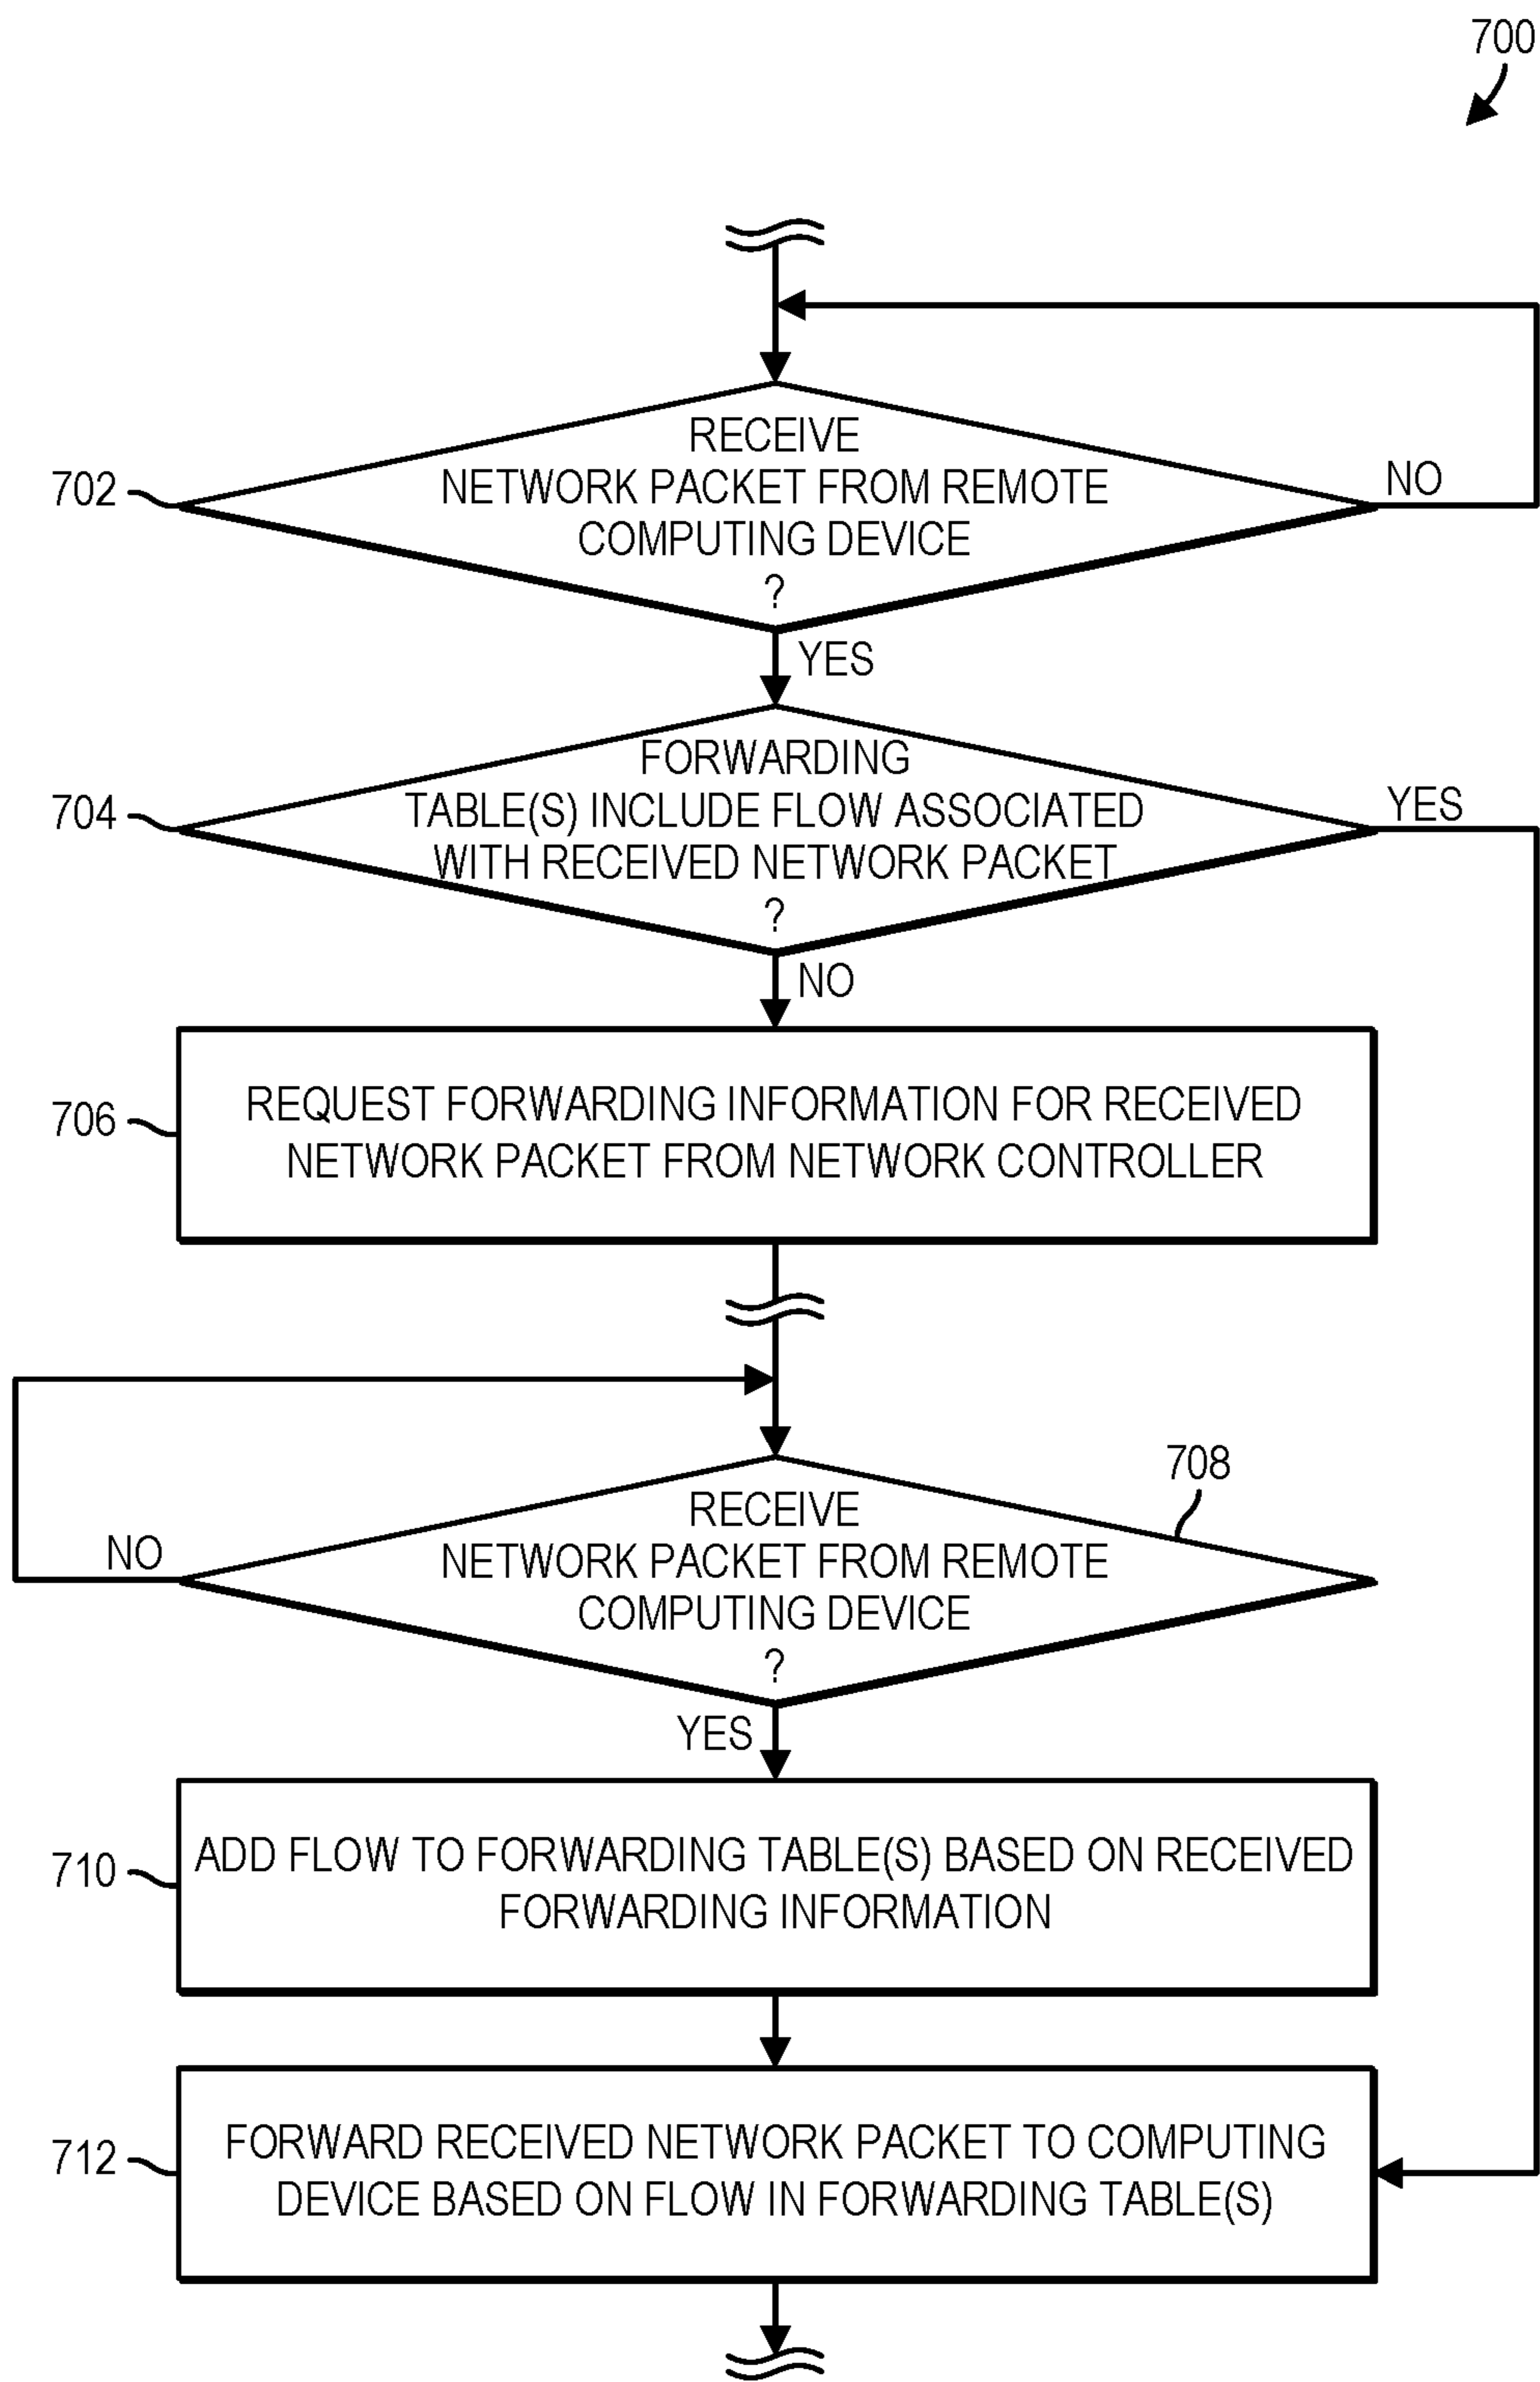 700
RECEIVE
NETWORK PACKET FROM REMOTE
COMPUTING DEVICE
?
702
NO
YES
FORWARDING
TABLE(S) INCLUDE FLOW ASSOCIATED
WITH RECEIVED NETWORK PACKET
?
704
YES
NO
REQUEST FORWARDING INFORMATION FOR RECEIVED
NETWORK PACKET FROM NETWORK CONTROLLER
706
708
RECEIVE
NETWORK PACKET FROM REMOTE
COMPUTING DEVICE
?
NO
YES
ADD FLOW TO FORWARDING TABLE(S) BASED ON RECEIVED
FORWARDING INFORMATION
710
FORWARD RECEIVED NETWORK PACKET TO COMPUTING
DEVICE BASED ON FLOW IN FORWARDING TABLE(S)
712